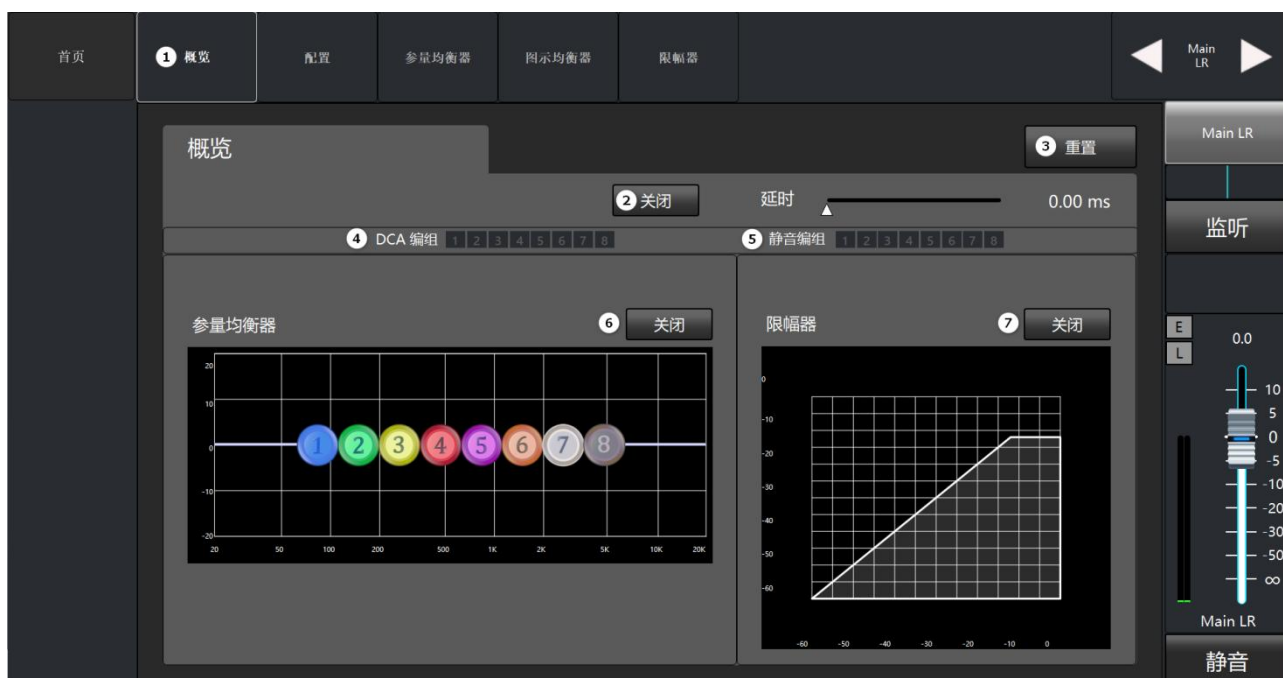 首页
① 概览
配置
参量均衡器
图示均衡器
限幅器
Main
LR
概览
③ 重置
Main LR
② 关闭
延时
0.00 ms
④ DCA 编组 1 2 3 4 5 6 7 8
⑤ 静音编组 1 2 3 4 5 6 7 8
监听
参量均衡器
⑥ 关闭
限幅器
⑦ 关闭
E
L
0.0
20
10
0
-10
-20
1 2 3 4 5 6 7 8
20 50 100 200 500 1K 2K 5K 10K 20K
0
-10
-20
-30
-40
-50
-60
-60 -50 -40 -30 -20 -10 0
10
5
0
-5
-10
-20
-30
-50
∞
Main LR
静音